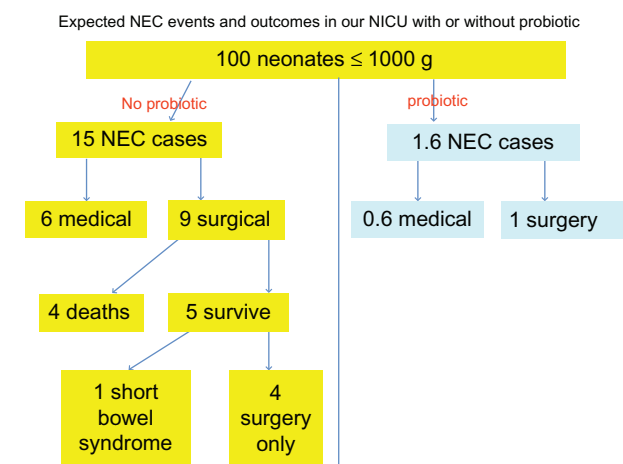 Expected NEC events and outcomes in our NICU with or without probiotic
100 neonates ≤ 1000 g
No probiotic
probiotic
15 NEC cases
1.6 NEC cases
6 medical
9 surgical
0.6 medical
1 surgery
4 deaths
5 survive
1 short
bowel
syndrome
4
surgery
only